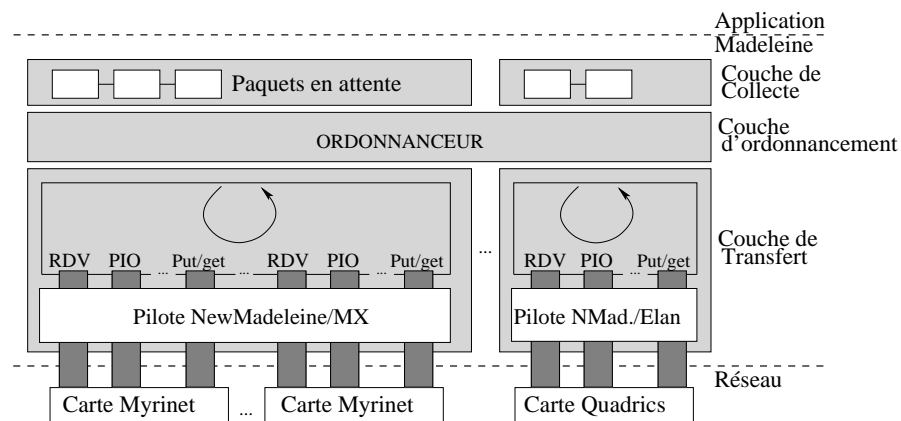 Application
Madeleine
Paquets en attente
Couche de
Collecte
ORDONNANCEUR
Couche
d'ordonnancement
RDV PIO ... Put/get ... RDV PIO ... Put/get
...
RDV PIO ... Put/get
Couche de
Transfert
Pilote NewMadeleine/MX
Pilote NMad./Elan
Réseau
Carte Myrinet ... Carte Myrinet
Carte Quadrics